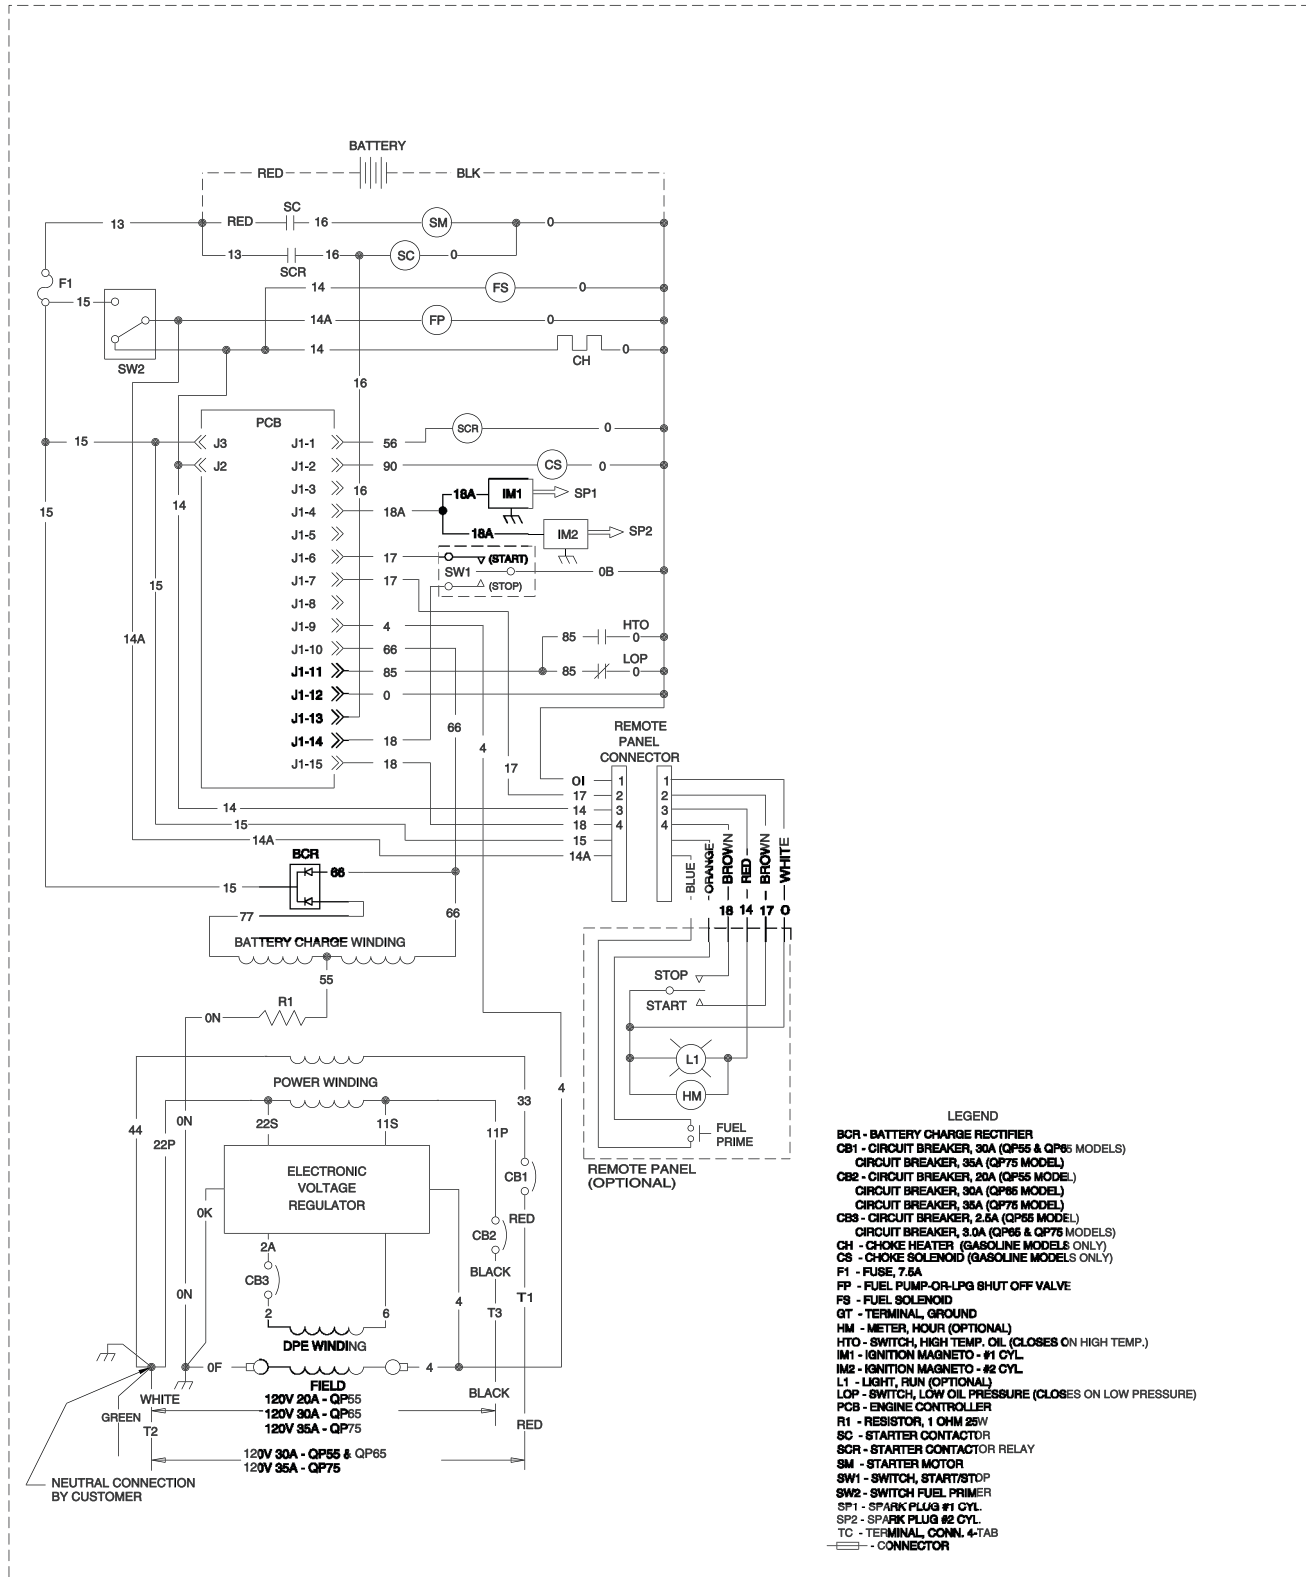 BATTERY
RED
BLK
SC
13
RED
16
SM
0
13
16
SC
0
SCR
F1
14
FS
0
15
14A
FP
0
14
CH
0
SW2
16
PCB
15
J3
J2
J1-1
56
SCR
0
J1-2
90
CS
0
J1-3
16
18A
IM1
SP1
J1-4
18A
14
15
J1-5
18A
IM2
SP2
J1-6
17
(START)
SW1
0B
J1-7
17
(STOP)
15
J1-8
HTO
J1-9
4
85
0
14A
J1-10
66
LOP
J1-11
85
85
0
J1-12
0
J1-13
66
4
J1-14
18
J1-15
18
17
REMOTE
PANEL
CONNECTOR
OI
1
1
17
2
2
14
14
3
3
15
18
4
4
14A
15
14A
BCR
66
15
77
66
BLUE
ORANGE
BROWN
RED
BROWN
WHITE
18
14
17
0
BATTERY CHARGE WINDING
55
STOP
START
R1
0N
L1
HM
POWER WINDING
4
33
44
22P
0N
22S
11S
11P
FUEL
PRIME
REMOTE PANEL
(OPTIONAL)
ELECTRONIC
VOLTAGE
REGULATOR
CB1
0K
RED
CB2
2A
BLACK
CB3
0N
2
6
4
T3
T1
DPE WINDING
0F
4
FIELD
WHITE
BLACK
120V 20A - QP55
120V 30A - QP65
120V 35A - QP75
GREEN
T2
RED
120V 30A - QP55 & QP65
120V 35A - QP75
NEUTRAL CONNECTION
BY CUSTOMER
LEGEND
BCR - BATTERY CHARGE RECTIFIER
CB1 - CIRCUIT BREAKER, 30A (QP55 & QP65 MODELS)
CIRCUIT BREAKER, 35A (QP75 MODEL)
CB2 - CIRCUIT BREAKER, 20A (QP55 MODEL)
CIRCUIT BREAKER, 30A (QP65 MODEL)
CIRCUIT BREAKER, 35A (QP75 MODEL)
CB3 - CIRCUIT BREAKER, 2.5A (QP55 MODEL)
CIRCUIT BREAKER, 3.0A (QP65 & QP75 MODELS)
CH - CHOKE HEATER (GASOLINE MODELS ONLY)
CS - CHOKE SOLENOID (GASOLINE MODELS ONLY)
F1 - FUSE, 7.5A
FP - FUEL PUMP-OR-LPG SHUT OFF VALVE
FS - FUEL SOLENOID
GT - TERMINAL, GROUND
HM - METER, HOUR (OPTIONAL)
HTO - SWITCH, HIGH TEMP. OIL (CLOSES ON HIGH TEMP.)
IM1 - IGNITION MAGNETO - #1 CYL.
IM2 - IGNITION MAGNETO - #2 CYL.
L1 - LIGHT, RUN (OPTIONAL)
LOP - SWITCH, LOW OIL PRESSURE (CLOSES ON LOW PRESSURE)
PCB - ENGINE CONTROLLER
R1 - RESISTOR, 1 OHM 25W
SC - STARTER CONTACTOR
SCR - STARTER CONTACTOR RELAY
SM - STARTER MOTOR
SW1 - SWITCH, START/STOP
SW2 - SWITCH FUEL PRIMER
SP1 - SPARK PLUG #1 CYL.
SP2 - SPARK PLUG #2 CYL.
TC - TERMINAL, CONN. 4-TAB
- CONNECTOR